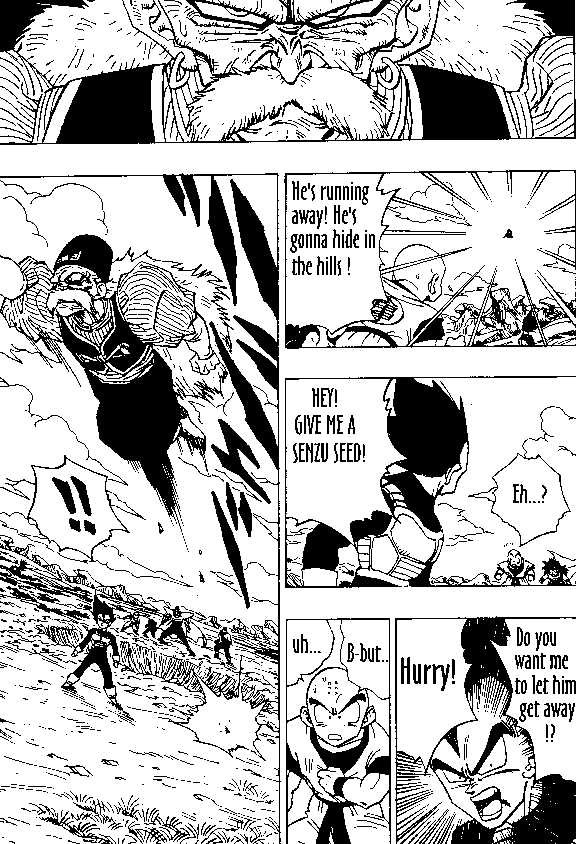 He's running
away! He's
gonna hide in
the hills !
!!
HEY!
GIVE ME A
SENZU SEED!
Eh...?
uh...
B-but..
Hurry!
Do you
want me
to let him
get away
!?